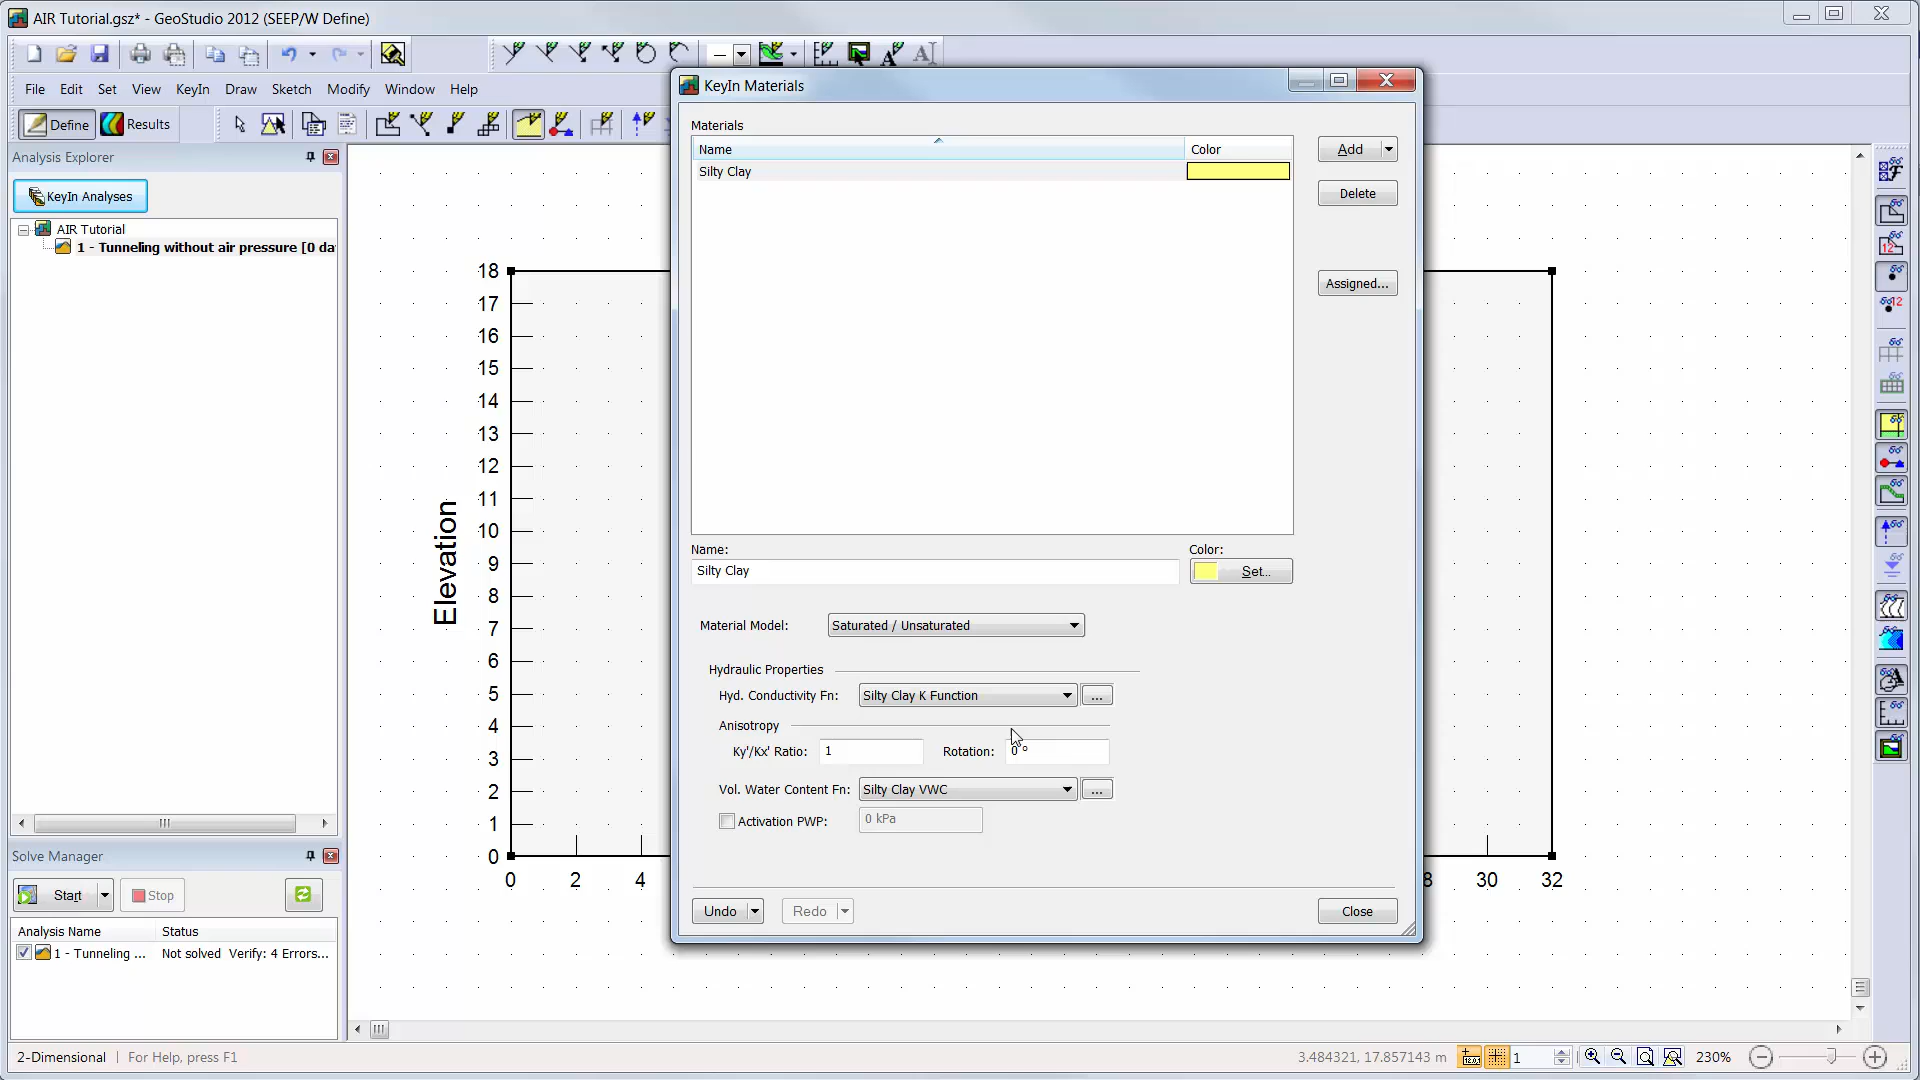 AIR Tutorial.gsz* - GeoStudio 2012 (SEEP/W Define)
File Edit Set View KeyIn Draw Sketch Modify Window Help
Define Results
Analysis Explorer
KeyIn Analyses
AIR Tutorial
1 - Tunneling without air pressure [0 da
Solve Manager
Start Stop
Analysis Name Status
1 - Tunneling ... Not solved Verify: 4 Errors...
Elevation
18
17
16
15
14
13
12
11
10
9
8
7
6
5
4
3
2
1
0
0 2 4 8 30 32
KeyIn Materials
Materials
Name Color
Silty Clay
Add
Delete
Assigned...
Name: Color:
Silty Clay Set...
Material Model: Saturated / Unsaturated
Hydraulic Properties
Hyd. Conductivity Fn: Silty Clay K Function ...
Anisotropy
Ky'/Kx' Ratio: 1 Rotation: 0 °
Vol. Water Content Fn: Silty Clay VWC ...
Activation PWP: 0 kPa
Undo Redo Close
2-Dimensional For Help, press F1 3.484321, 17.857143 m 1 230%